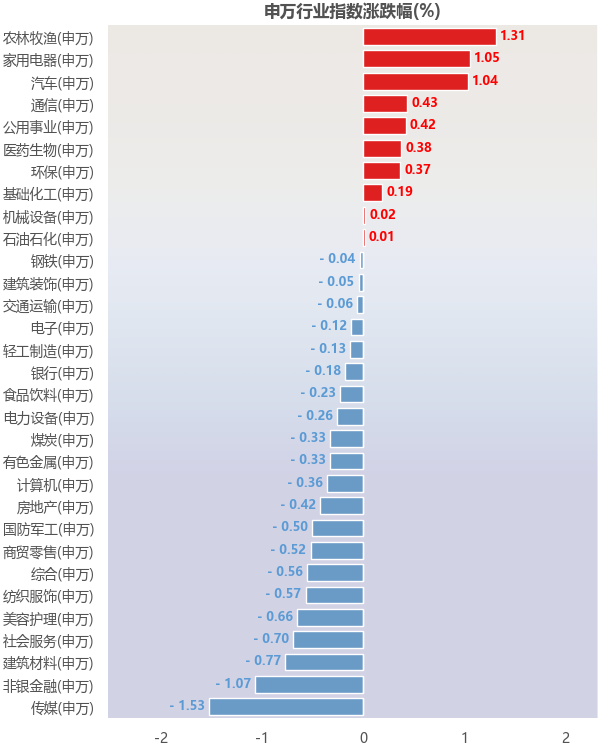 申万行业指数涨跌幅(%)
农林牧渔(申万) 1.31
家用电器(申万) 1.05
汽车(申万) 1.04
通信(申万) 0.43
公用事业(申万) 0.42
医药生物(申万) 0.38
环保(申万) 0.37
基础化工(申万) 0.19
机械设备(申万) 0.02
石油石化(申万) 0.01
钢铁(申万) - 0.04
建筑装饰(申万) - 0.05
交通运输(申万) - 0.06
电子(申万) - 0.12
轻工制造(申万) - 0.13
银行(申万) - 0.18
食品饮料(申万) - 0.23
电力设备(申万) - 0.26
煤炭(申万) - 0.33
有色金属(申万) - 0.33
计算机(申万) - 0.36
房地产(申万) - 0.42
国防军工(申万) - 0.50
商贸零售(申万) - 0.52
综合(申万) - 0.56
纺织服饰(申万) - 0.57
美容护理(申万) - 0.66
社会服务(申万) - 0.70
建筑材料(申万) - 0.77
非银金融(申万) - 1.07
传媒(申万) - 1.53
-2 -1 0 1 2